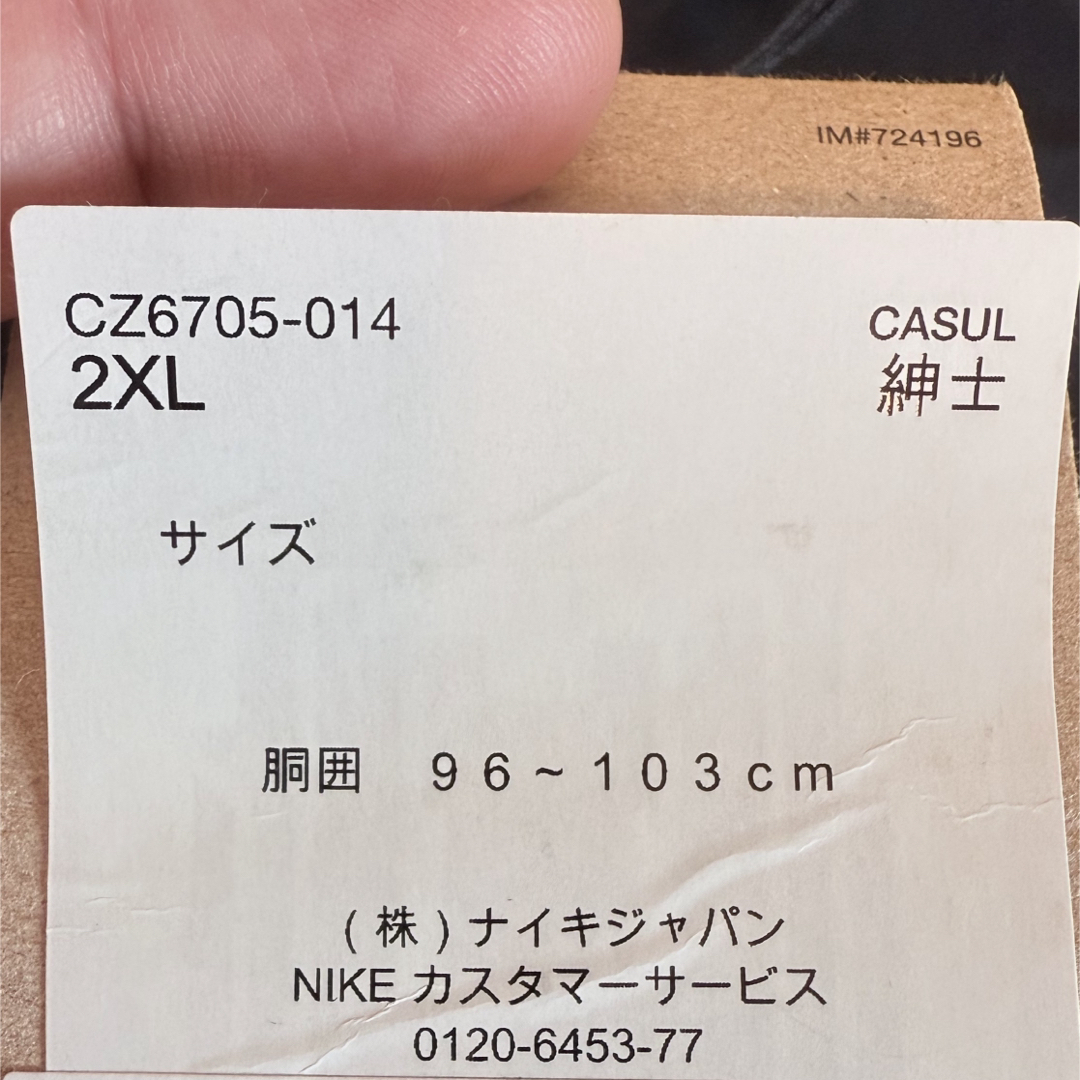 IM#724196
CZ6705-014 CASUL
2XL 紳士
サイズ
胴囲 96~103cm
(株)ナイキジャパン
NIKE カスタマーサービス
0120-6453-77